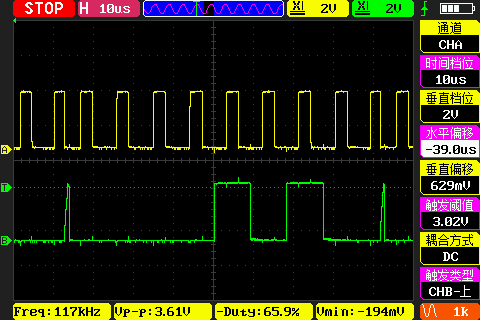 STOP H 10us X1 2V X1 2V
通道
CHA
时间档位
10us
垂直档位
2V
水平偏移
-39.0us
垂直偏移
629mV
触发阈值
3.02V
耦合方式
DC
触发类型
CHB-上
A
T
B
Freq:117kHz Vp-p:3.61V -Duty:65.9% Vmin:-194mV 1k